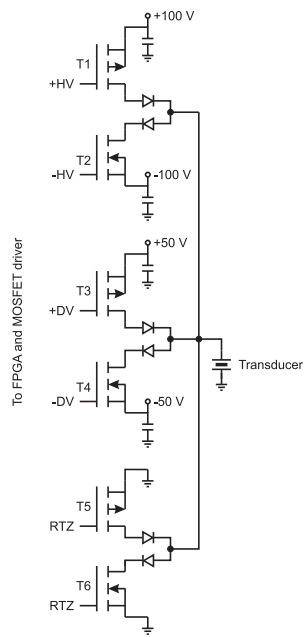 +100 V
T1
+HV
T2
-HV
-100 V
+50 V
T3
+DV
T4
-DV
-50 V
Transducer
To FPGA and MOSFET driver
T5
RTZ
T6
RTZ